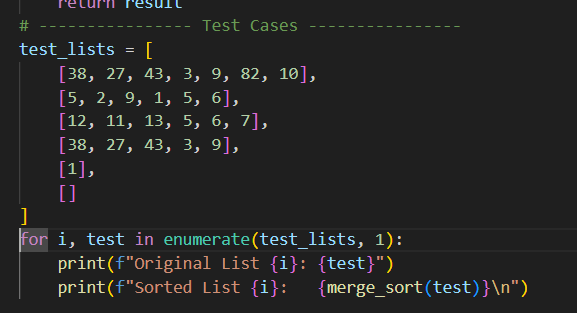 return result
# ---------------- Test Cases ----------------
test_lists = [
    [38, 27, 43, 3, 9, 82, 10],
    [5, 2, 9, 1, 5, 6],
    [12, 11, 13, 5, 6, 7],
    [38, 27, 43, 3, 9],
    [1],
    []
]
for i, test in enumerate(test_lists, 1):
    print(f"Original List {i}: {test}")
    print(f"Sorted List {i}:   {merge_sort(test)}\n")